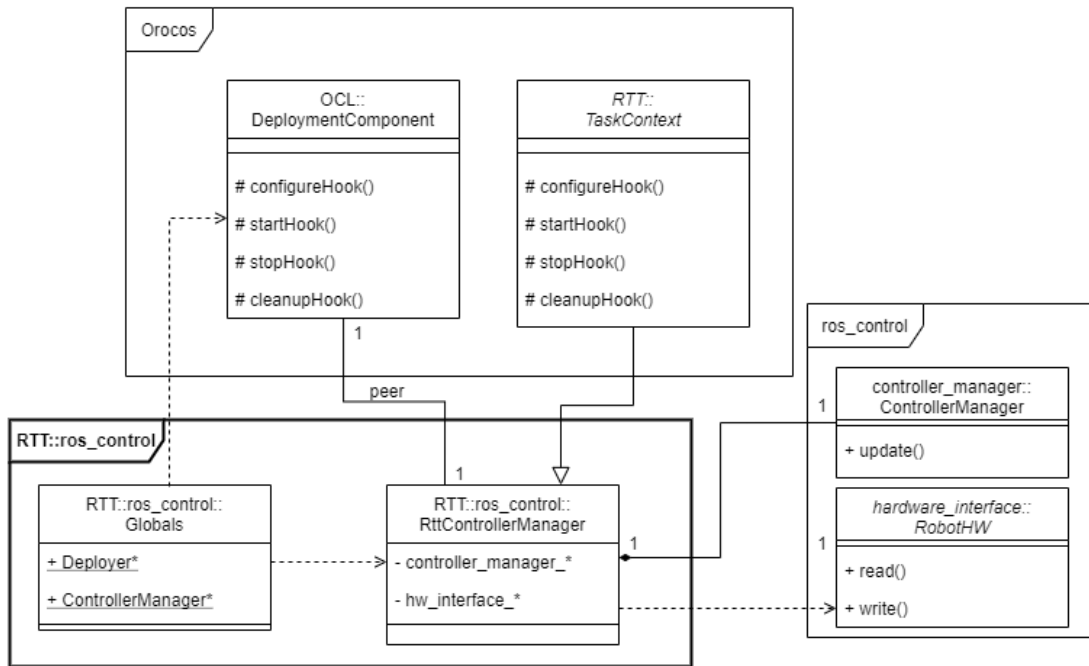 Orocos
OCL::
DeploymentComponent
# configureHook()
# startHook()
# stopHook()
# cleanupHook()
RTT::
TaskContext
# configureHook()
# startHook()
# stopHook()
# cleanupHook()
1
peer
1
ros_control
controller_manager::
ControllerManager
+ update()
1
hardware_interface::
RobotHW
+ read()
+ write()
1
RTT::ros_control
RTT::ros_control::
Globals
+ Deployer*
+ ControllerManager*
RTT::ros_control::
RttControllerManager
- controller_manager_*
- hw_interface_*
1